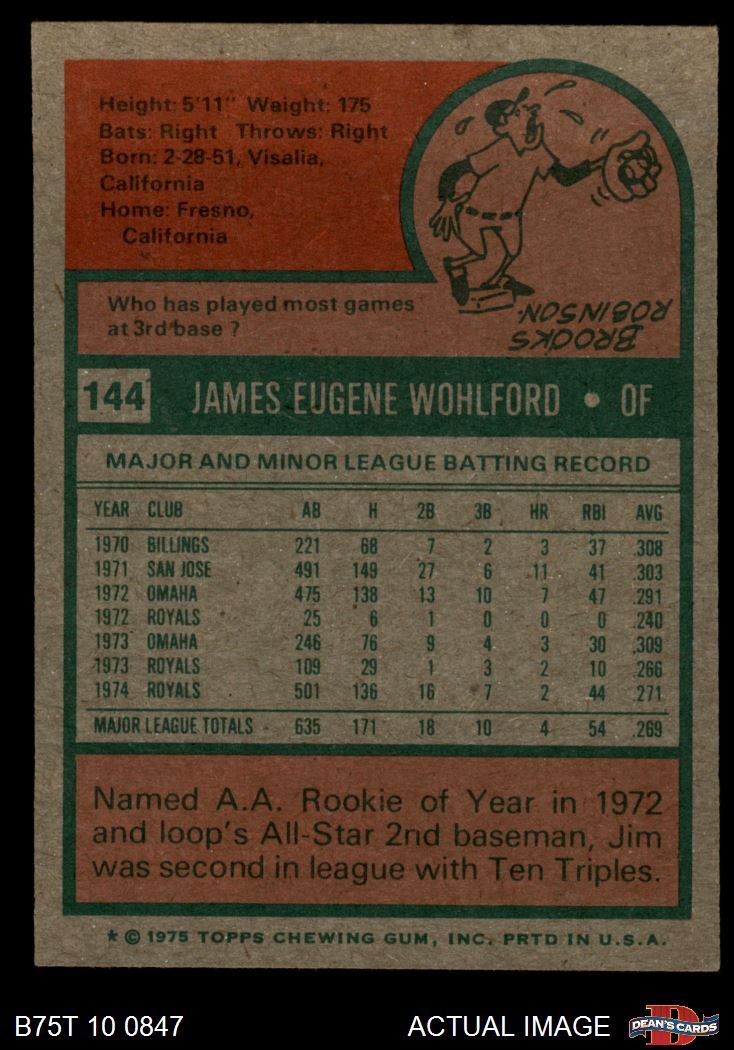 Height: 5'11" Weight: 175
Bats: Right Throws: Right
Born: 2-28-51, Visalia,
California
Home: Fresno,
California
Who has played most games
at 3rd base ?
BROOKS
ROBINSON
144 JAMES EUGENE WOHLFORD • OF
MAJOR AND MINOR LEAGUE BATTING RECORD
YEAR CLUB AB H 2B 3B HR RBI AVG
1970 BILLINGS 221 68 7 2 3 37 .308
1971 SAN JOSE 491 149 27 6 11 41 .303
1972 OMAHA 475 138 13 10 7 47 .291
1972 ROYALS 25 6 1 0 0 0 .240
1973 OMAHA 246 76 9 4 3 30 .309
1973 ROYALS 109 29 1 3 2 10 .266
1974 ROYALS 501 136 16 7 2 44 .271
MAJOR LEAGUE TOTALS 635 171 18 10 4 54 .269
Named A.A. Rookie of Year in 1972
and loop's All-Star 2nd baseman, Jim
was second in league with Ten Triples.
* © 1975 TOPPS CHEWING GUM, INC. PRTD IN U.S.A.
B75T 10 0847 ACTUAL IMAGE D DEAN'S CARDS